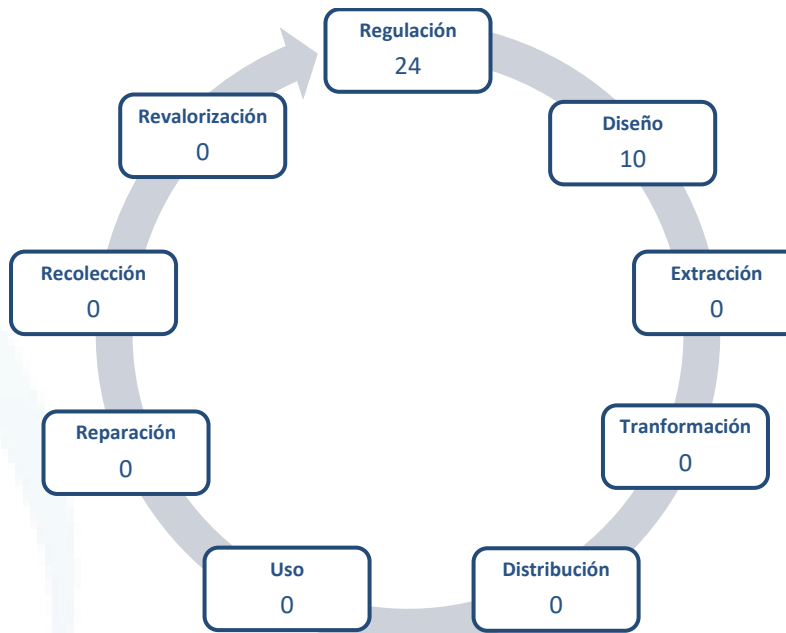 Regulación
24
Diseño
10
Extracción
0
Tranformación
0
Distribución
0
Uso
0
Reparación
0
Recolección
0
Revalorización
0